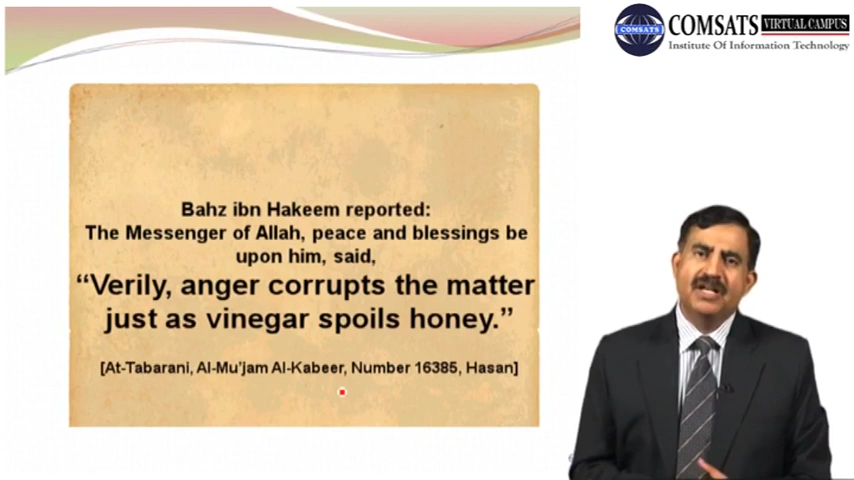 COMSATS
COMSATS VIRTUAL CAMPUS
Institute Of Information Technology
Bahz ibn Hakeem reported:
The Messenger of Allah, peace and blessings be
upon him, said,
“Verily, anger corrupts the matter
just as vinegar spoils honey.”
[At-Tabarani, Al-Mu’jam Al-Kabeer, Number 16385, Hasan]